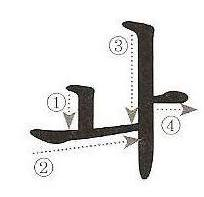 ㅘ
①
②
③
④